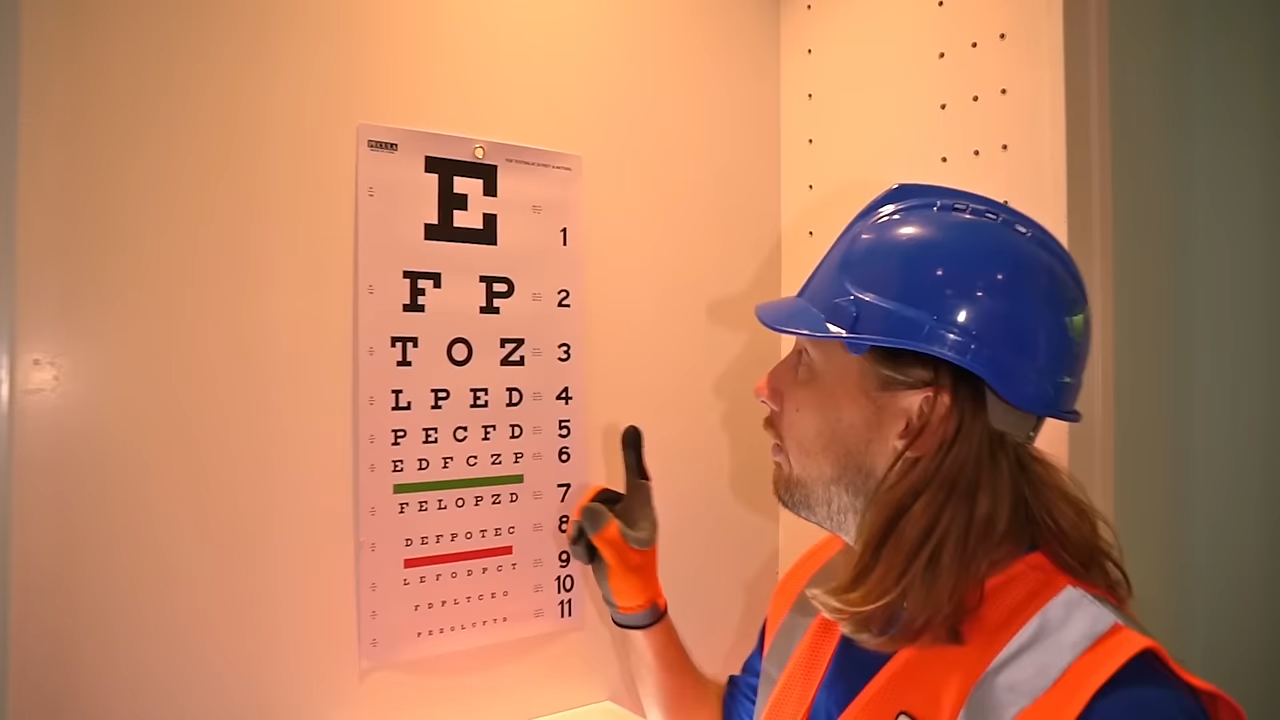 E 1
F P 2
T O Z 3
L P E D 4
P E C F D 5
E D F C Z P 6
F E L O P Z D 7
D E F P O T E C 8
L E F O D P C T 9
F D P L T C E O 10
P E Z O L C F T D 11